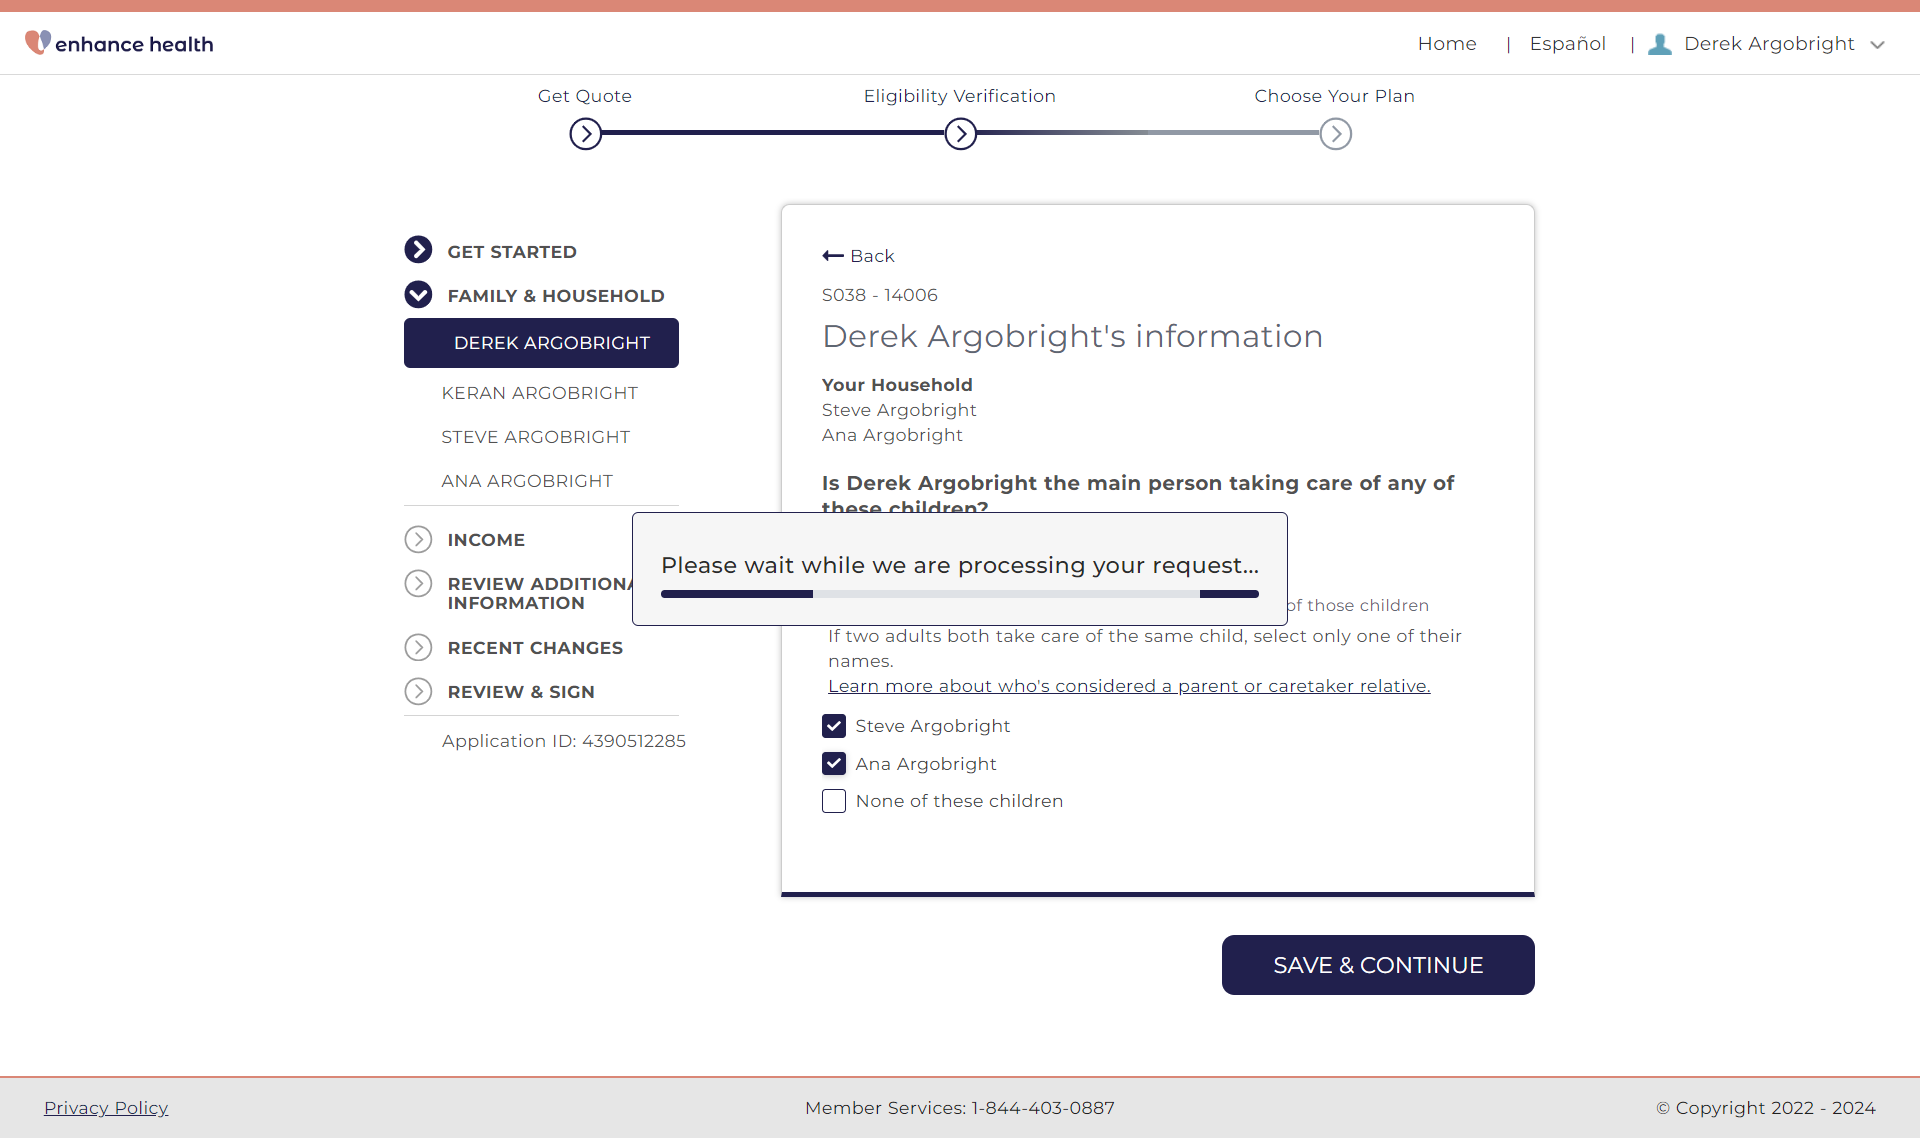 enhance health
Home | Español | Derek Argobright
Get Quote
Eligibility Verification
Choose Your Plan
GET STARTED
FAMILY & HOUSEHOLD
DEREK ARGOBRIGHT
KERAN ARGOBRIGHT
STEVE ARGOBRIGHT
ANA ARGOBRIGHT
INCOME
REVIEW ADDITIONA
INFORMATION
RECENT CHANGES
REVIEW & SIGN
Application ID: 4390512285
Back
S038 - 14006
Derek Argobright's information
Your Household
Steve Argobright
Ana Argobright
Is Derek Argobright the main person taking care of any of
these children?
Please wait while we are processing your request...
of those children
If two adults both take care of the same child, select only one of their
names.
Learn more about who's considered a parent or caretaker relative.
Steve Argobright
Ana Argobright
None of these children
SAVE & CONTINUE
Privacy Policy
Member Services: 1-844-403-0887
© Copyright 2022 - 2024